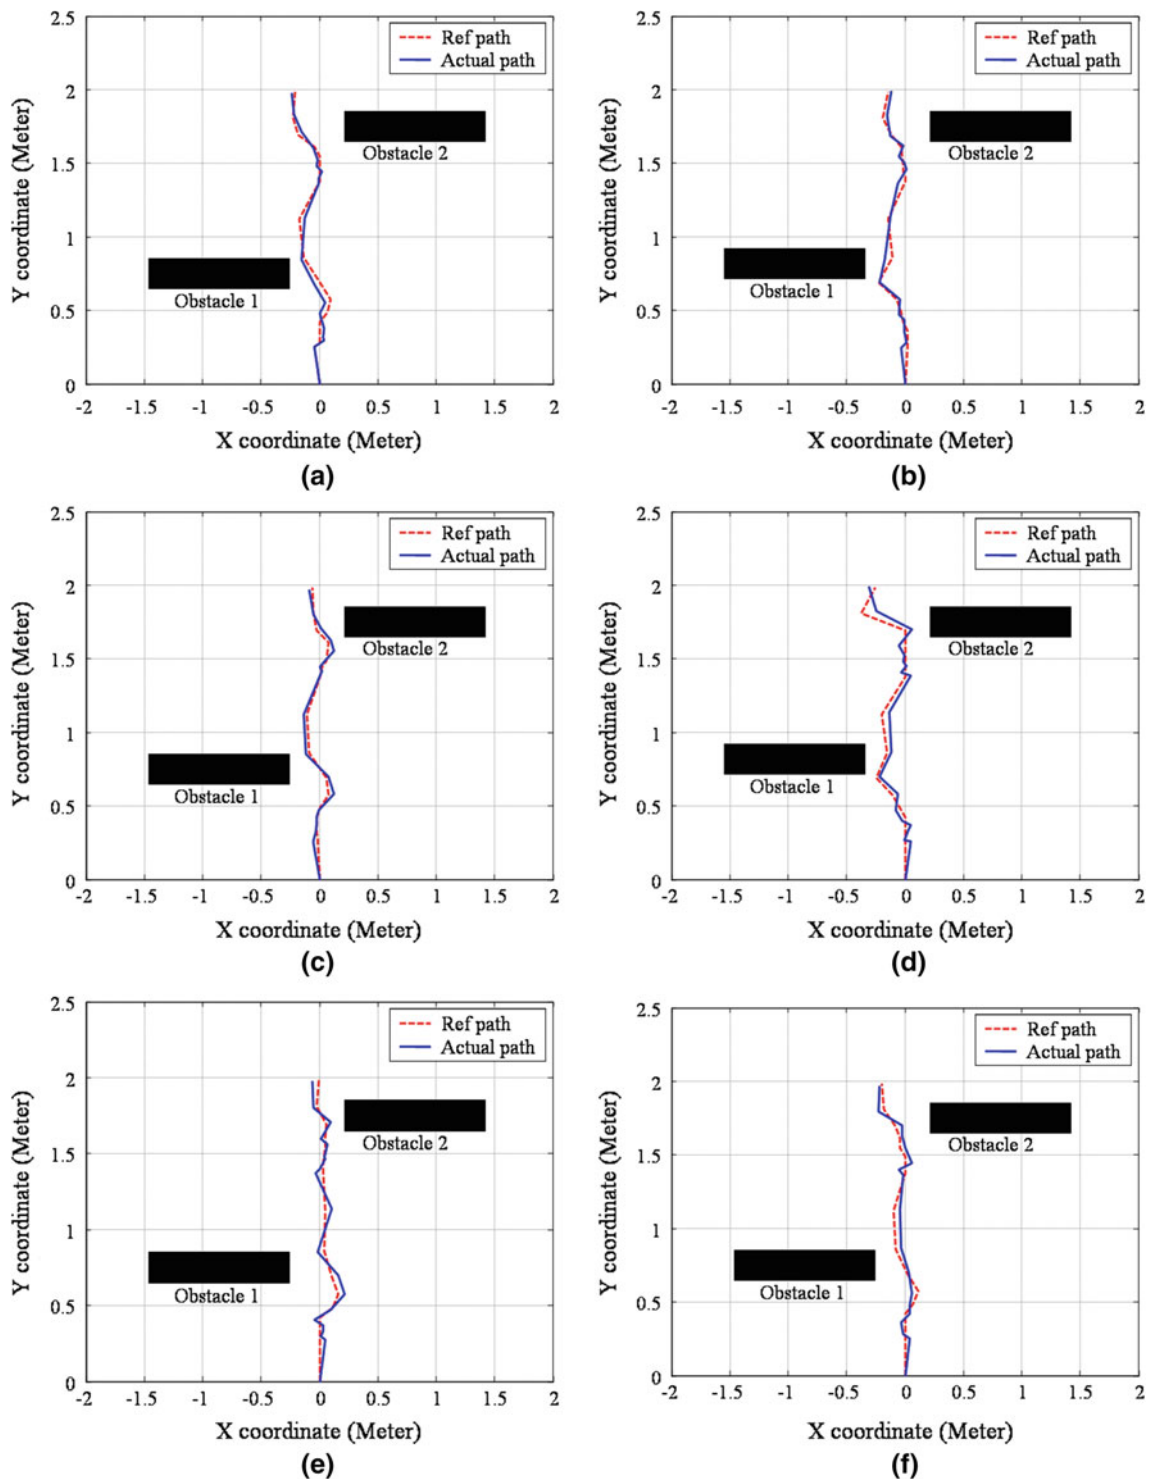 2.5
Ref path
Actual path
2
Obstacle 2
1.5
1
Obstacle 1
0.5
0
-2 -1.5 -1 -0.5 0 0.5 1 1.5 2
Y coordinate (Meter)
X coordinate (Meter)
(a)
2.5
Ref path
Actual path
2
Obstacle 2
1.5
1
Obstacle 1
0.5
0
-2 -1.5 -1 -0.5 0 0.5 1 1.5 2
Y coordinate (Meter)
X coordinate (Meter)
(b)
2.5
Ref path
Actual path
2
Obstacle 2
1.5
1
Obstacle 1
0.5
0
-2 -1.5 -1 -0.5 0 0.5 1 1.5 2
Y coordinate (Meter)
X coordinate (Meter)
(c)
2.5
Ref path
Actual path
2
Obstacle 2
1.5
1
Obstacle 1
0.5
0
-2 -1.5 -1 -0.5 0 0.5 1 1.5 2
Y coordinate (Meter)
X coordinate (Meter)
(d)
2.5
Ref path
Actual path
2
Obstacle 2
1.5
1
Obstacle 1
0.5
0
-2 -1.5 -1 -0.5 0 0.5 1 1.5 2
Y coordinate (Meter)
X coordinate (Meter)
(e)
2.5
Ref path
Actual path
2
Obstacle 2
1.5
1
Obstacle 1
0.5
0
-2 -1.5 -1 -0.5 0 0.5 1 1.5 2
Y coordinate (Meter)
X coordinate (Meter)
(f)